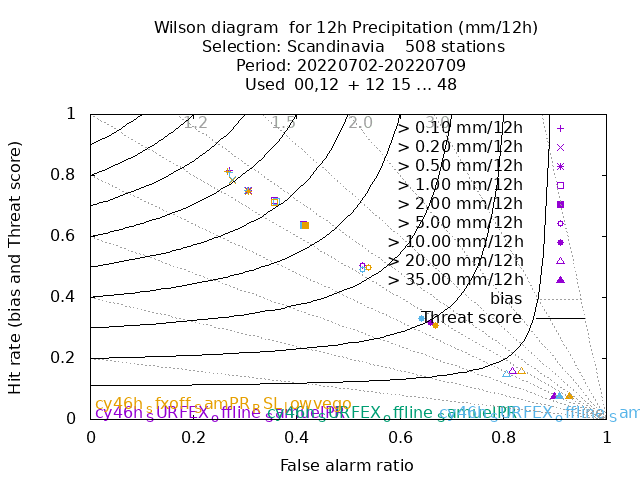 Wilson diagram  for 12h Precipitation (mm/12h)
Selection: Scandinavia    508 stations
Period: 20220702-20220709
Used  00,12  + 12 15 ... 48
1.2 1.5 2.0 3.0
> 0.10 mm/12h
> 0.20 mm/12h
> 0.50 mm/12h
> 1.00 mm/12h
> 2.00 mm/12h
> 5.00 mm/12h
> 10.00 mm/12h
> 20.00 mm/12h
> 35.00 mm/12h
bias
Threat score
Hit rate (bias and Threat score)
1
0.8
0.6
0.4
0.2
0
0 0.2 0.4 0.6 0.8 1
False alarm ratio